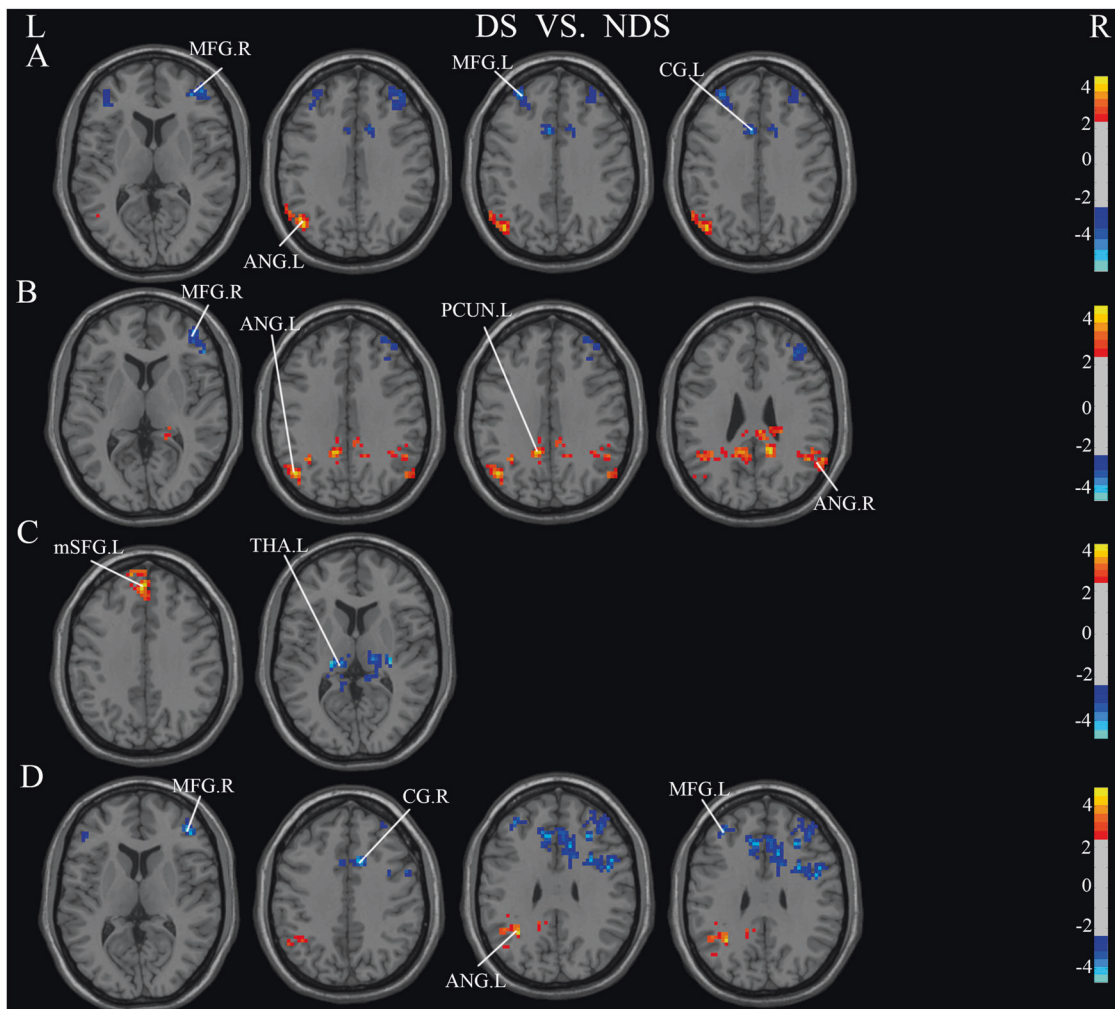 L DS VS. NDS R
A
MFG.R
MFG.L
CG.L
ANG.L
4
2
0
-2
-4
B
MFG.R
ANG.L
PCUN.L
ANG.R
4
2
0
-2
-4
C
mSFG.L
THA.L
4
2
0
-2
-4
D
MFG.R
CG.R
MFG.L
ANG.L
4
2
0
-2
-4